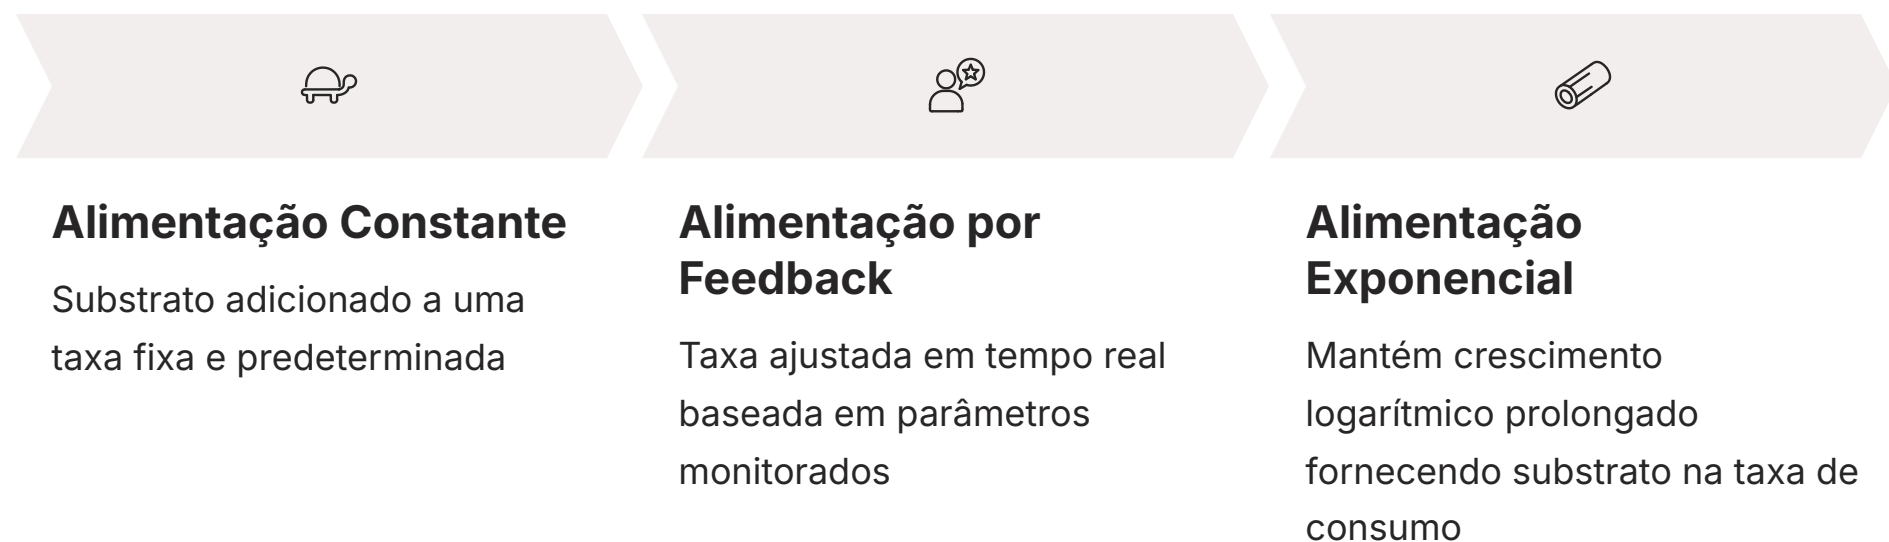 Alimentação Constante
Substrato adicionado a uma
taxa fixa e predeterminada
Alimentação por
Feedback
Taxa ajustada em tempo real
baseada em parâmetros
monitorados
Alimentação
Exponencial
Mantém crescimento
logarítmico prolongado
fornecendo substrato na taxa de
consumo